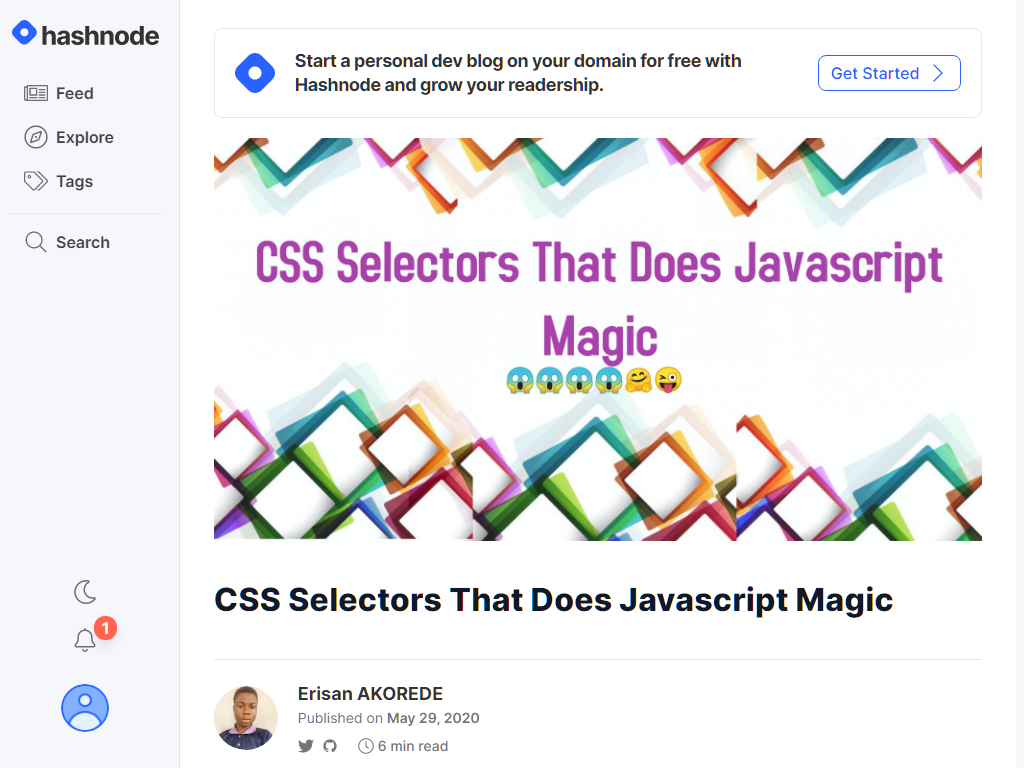 hashnode
Feed
Explore
Tags
Search
1
Start a personal dev blog on your domain for free with
Hashnode and grow your readership.
Get Started
CSS Selectors That Does Javascript
Magic
😱😱😱😱🤗😜
CSS Selectors That Does Javascript Magic
Erisan AKOREDE
Published on May 29, 2020
6 min read